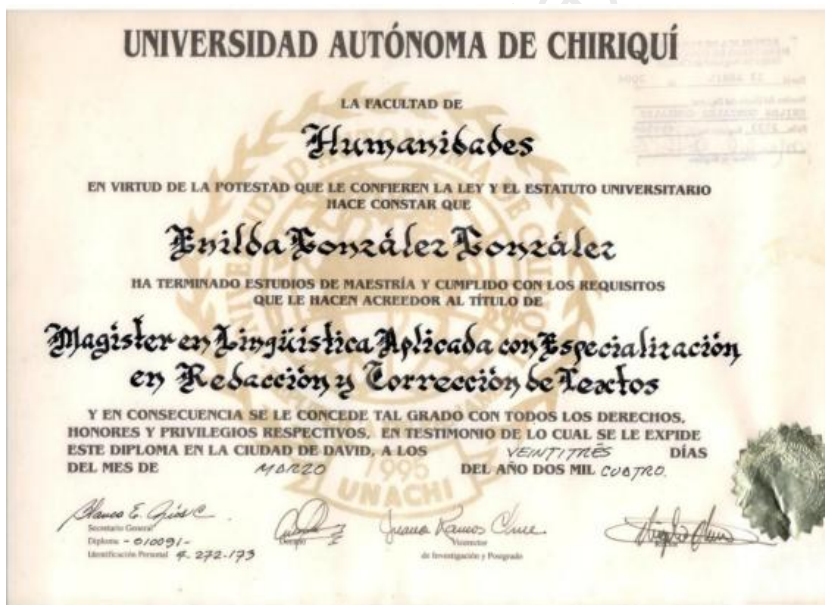 UNIVERSIDAD AUTÓNOMA DE CHIRIQUÍ
LA FACULTAD DE
Humanidades
EN VIRTUD DE LA POTESTAD QUE LE CONFIEREN LA LEY Y EL ESTATUTO UNIVERSITARIO
HACE CONSTAR QUE
Enilda González González
HA TERMINADO ESTUDIOS DE MAESTRÍA Y CUMPLIDO CON LOS REQUISITOS
QUE LE HACEN ACREEDOR AL TÍTULO DE
Magister en Lingüística Aplicada con Especialización
en Redacción y Corrección de Textos
Y EN CONSECUENCIA SE LE CONCEDE TAL GRADO CON TODOS LOS DERECHOS,
HONORES Y PRIVILEGIOS RESPECTIVOS, EN TESTIMONIO DE LO CUAL SE LE EXPIDE
ESTE DIPLOMA EN LA CIUDAD DE DAVID, A LOS VEINTITRÉS DÍAS
DEL MES DE MARZO DEL AÑO DOS MIL CUATRO.
1995
UNACHI
Secretario General
Diploma - 010091-
Identificación Personal 4-272-173
Decano
Juana Ramos Chue
Vicerrector
de Investigación y Posgrado